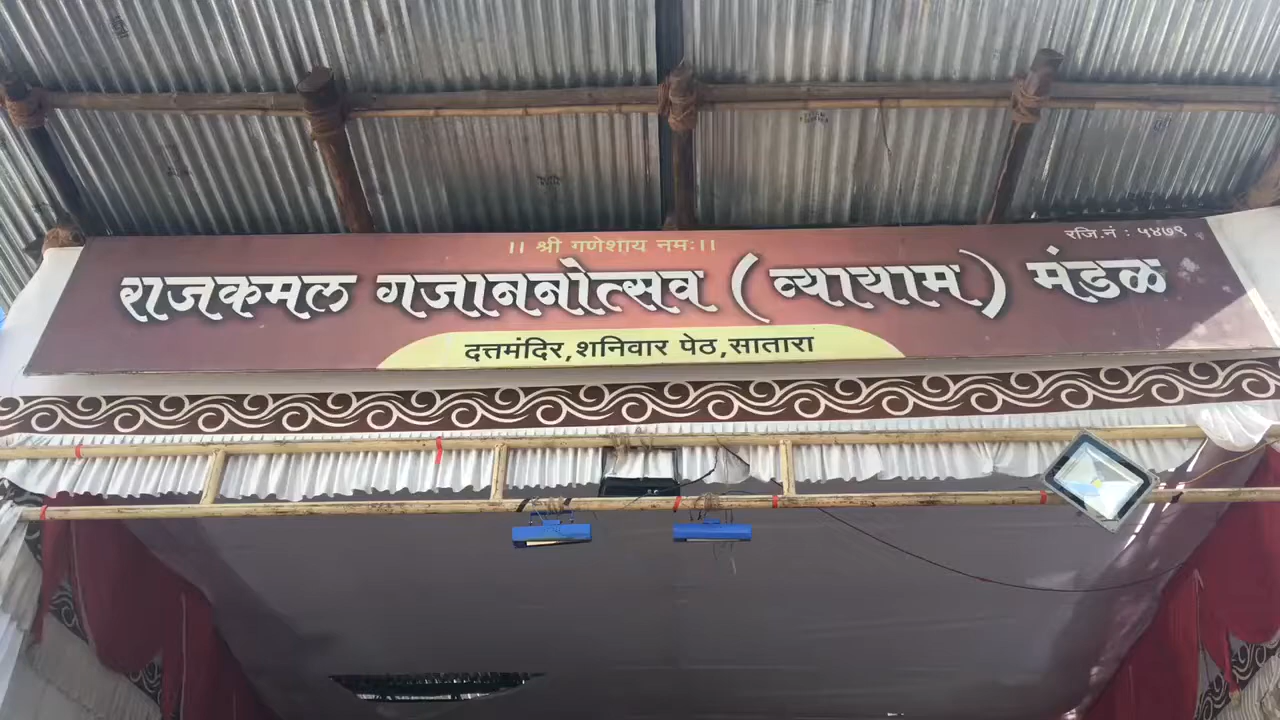 ।। श्री गणेशाय नमः।।
रजि.नं : ५४७९
राजकमल गजाननोत्सव (व्यायाम) मंडळ
दत्तमंदिर,शनिवार पेठ,सातारा